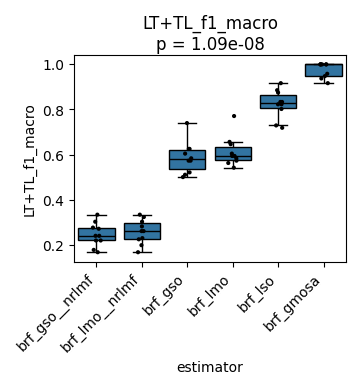 LT+TL_f1_macro
p = 1.09e-08
LT+TL_f1_macro
1.0
0.8
0.6
0.4
0.2
brf_gso__nrlmf
brf_lmo__nrlmf
brf_gso
brf_lmo
brf_lso
brf_gmosa
estimator